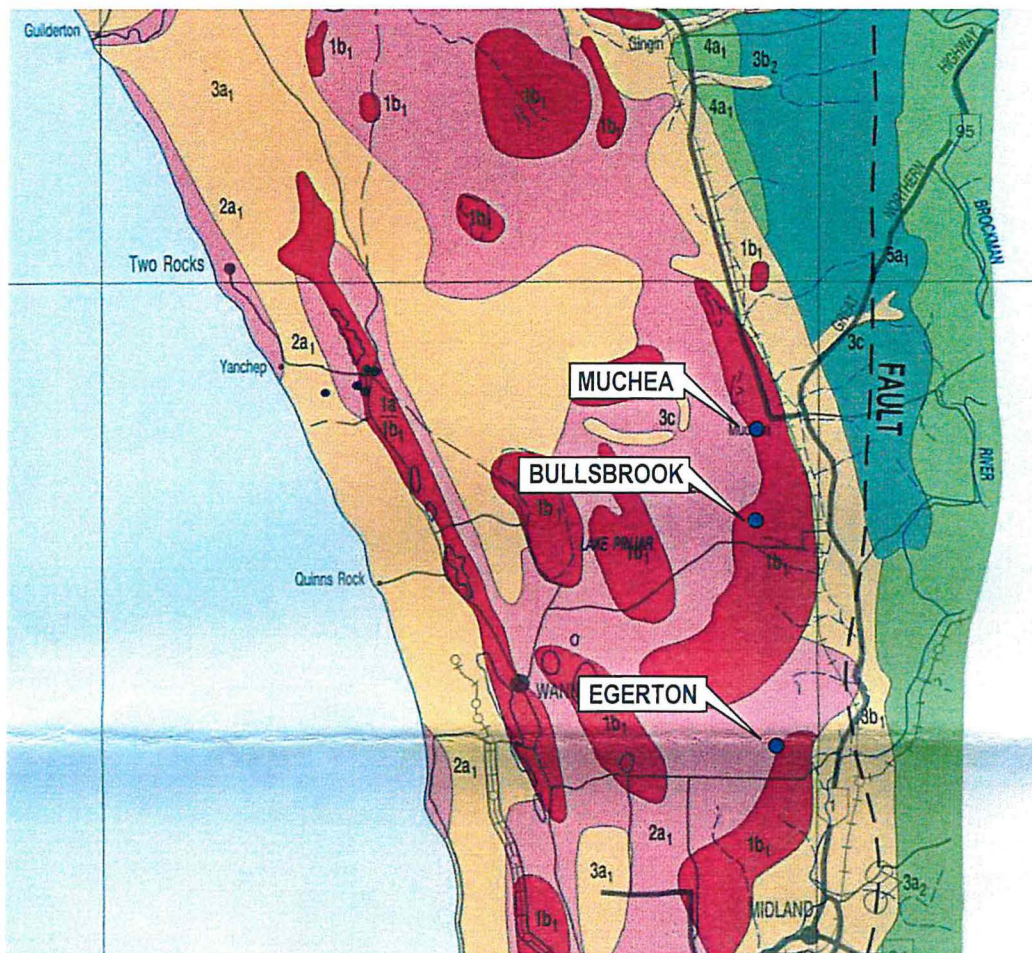 Guilderton
1b₁
Gingin
4a₁
3b₂
HIGHWAY
3a₁
1b₁
1b₁
1b₁
4a₁
95
NORTHERN
BROCKMAN
2a₁
1b₁
Two Rocks
1b₁
5a₁
GREAT
2a₁
3c
Yanchep
FAULT
MUCHEA
1a
1b₁
3c
BULLSBROOK
RIVER
1b₁
LAKE PINJAR
1b₁
1b₁
Quinns Rock
EGERTON
1b₁
3b₁
2a₁
2a₁
1b₁
3a₁
3a₂
1b₁
MIDLAND